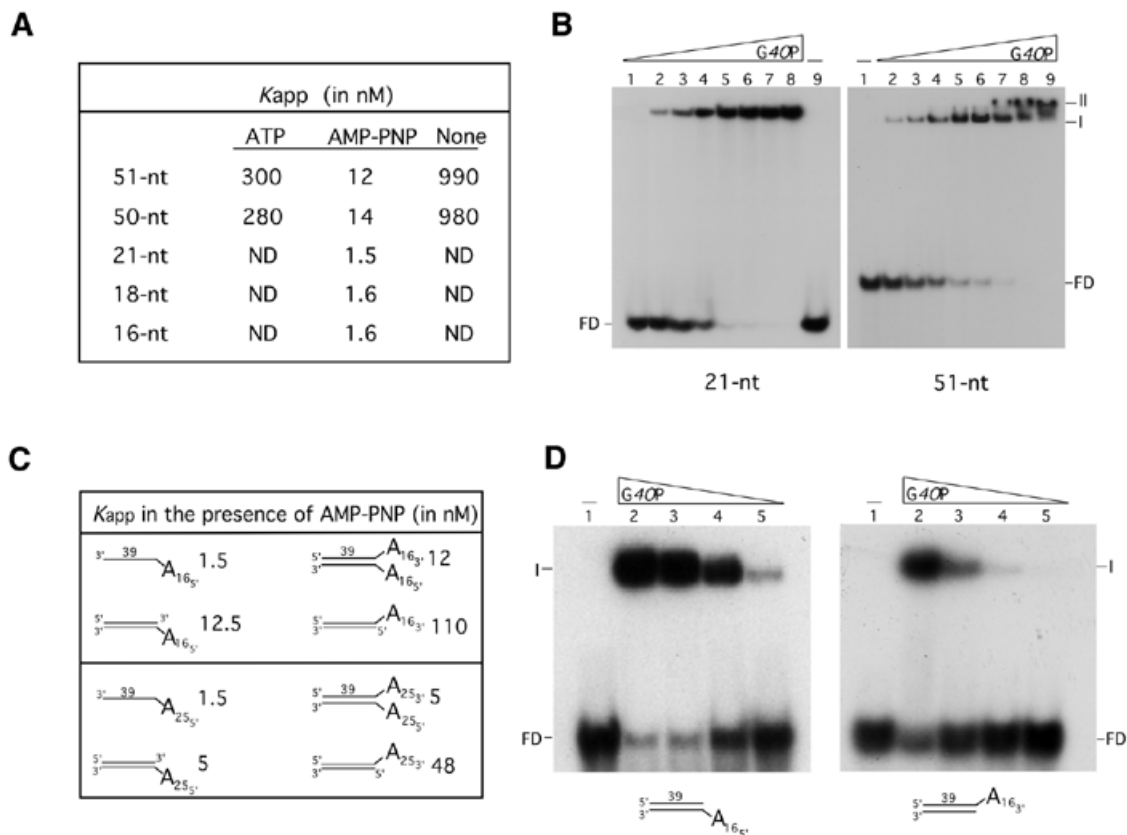 A
Kapp (in nM)
ATP AMP-PNP None
51-nt 300 12 990
50-nt 280 14 980
21-nt ND 1.5 ND
18-nt ND 1.6 ND
16-nt ND 1.6 ND
B
G40P
1 2 3 4 5 6 7 8 9
FD
21-nt
G40P
1 2 3 4 5 6 7 8 9
II
I
FD
51-nt
C
Kapp in the presence of AMP-PNP (in nM)
3' 39 A16 5' 1.5
5' 39 A16 3' 12
3' A16 5'
5' 3' 12.5
3' A16 5'
5' A16 3' 110
3' 5'
3' 39 A25 5' 1.5
5' 39 A25 3' 5
3' A25 5'
5' 3' 5
3' A25 5'
5' A25 3' 48
3' 5'
D
G40P
1 2 3 4 5
I
FD
5' 39
3' A16 5'
G40P
1 2 3 4 5
I
FD
5' 39 A16 3'
3'